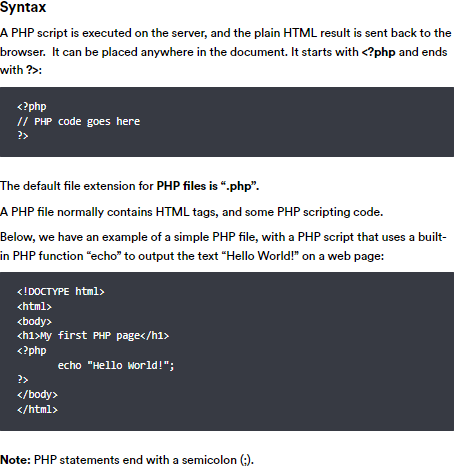 Syntax
A PHP script is executed on the server, and the plain HTML result is sent back to the
browser.  It can be placed anywhere in the document. It starts with <?php and ends
with ?>:
<?php
// PHP code goes here
?>
The default file extension for PHP files is “.php”.
A PHP file normally contains HTML tags, and some PHP scripting code.
Below, we have an example of a simple PHP file, with a PHP script that uses a built-
in PHP function “echo” to output the text “Hello World!” on a web page:
<!DOCTYPE html>
<html>
<body>
<h1>My first PHP page</h1>
<?php
      echo "Hello World!";
?>
</body>
</html>
Note: PHP statements end with a semicolon (;).